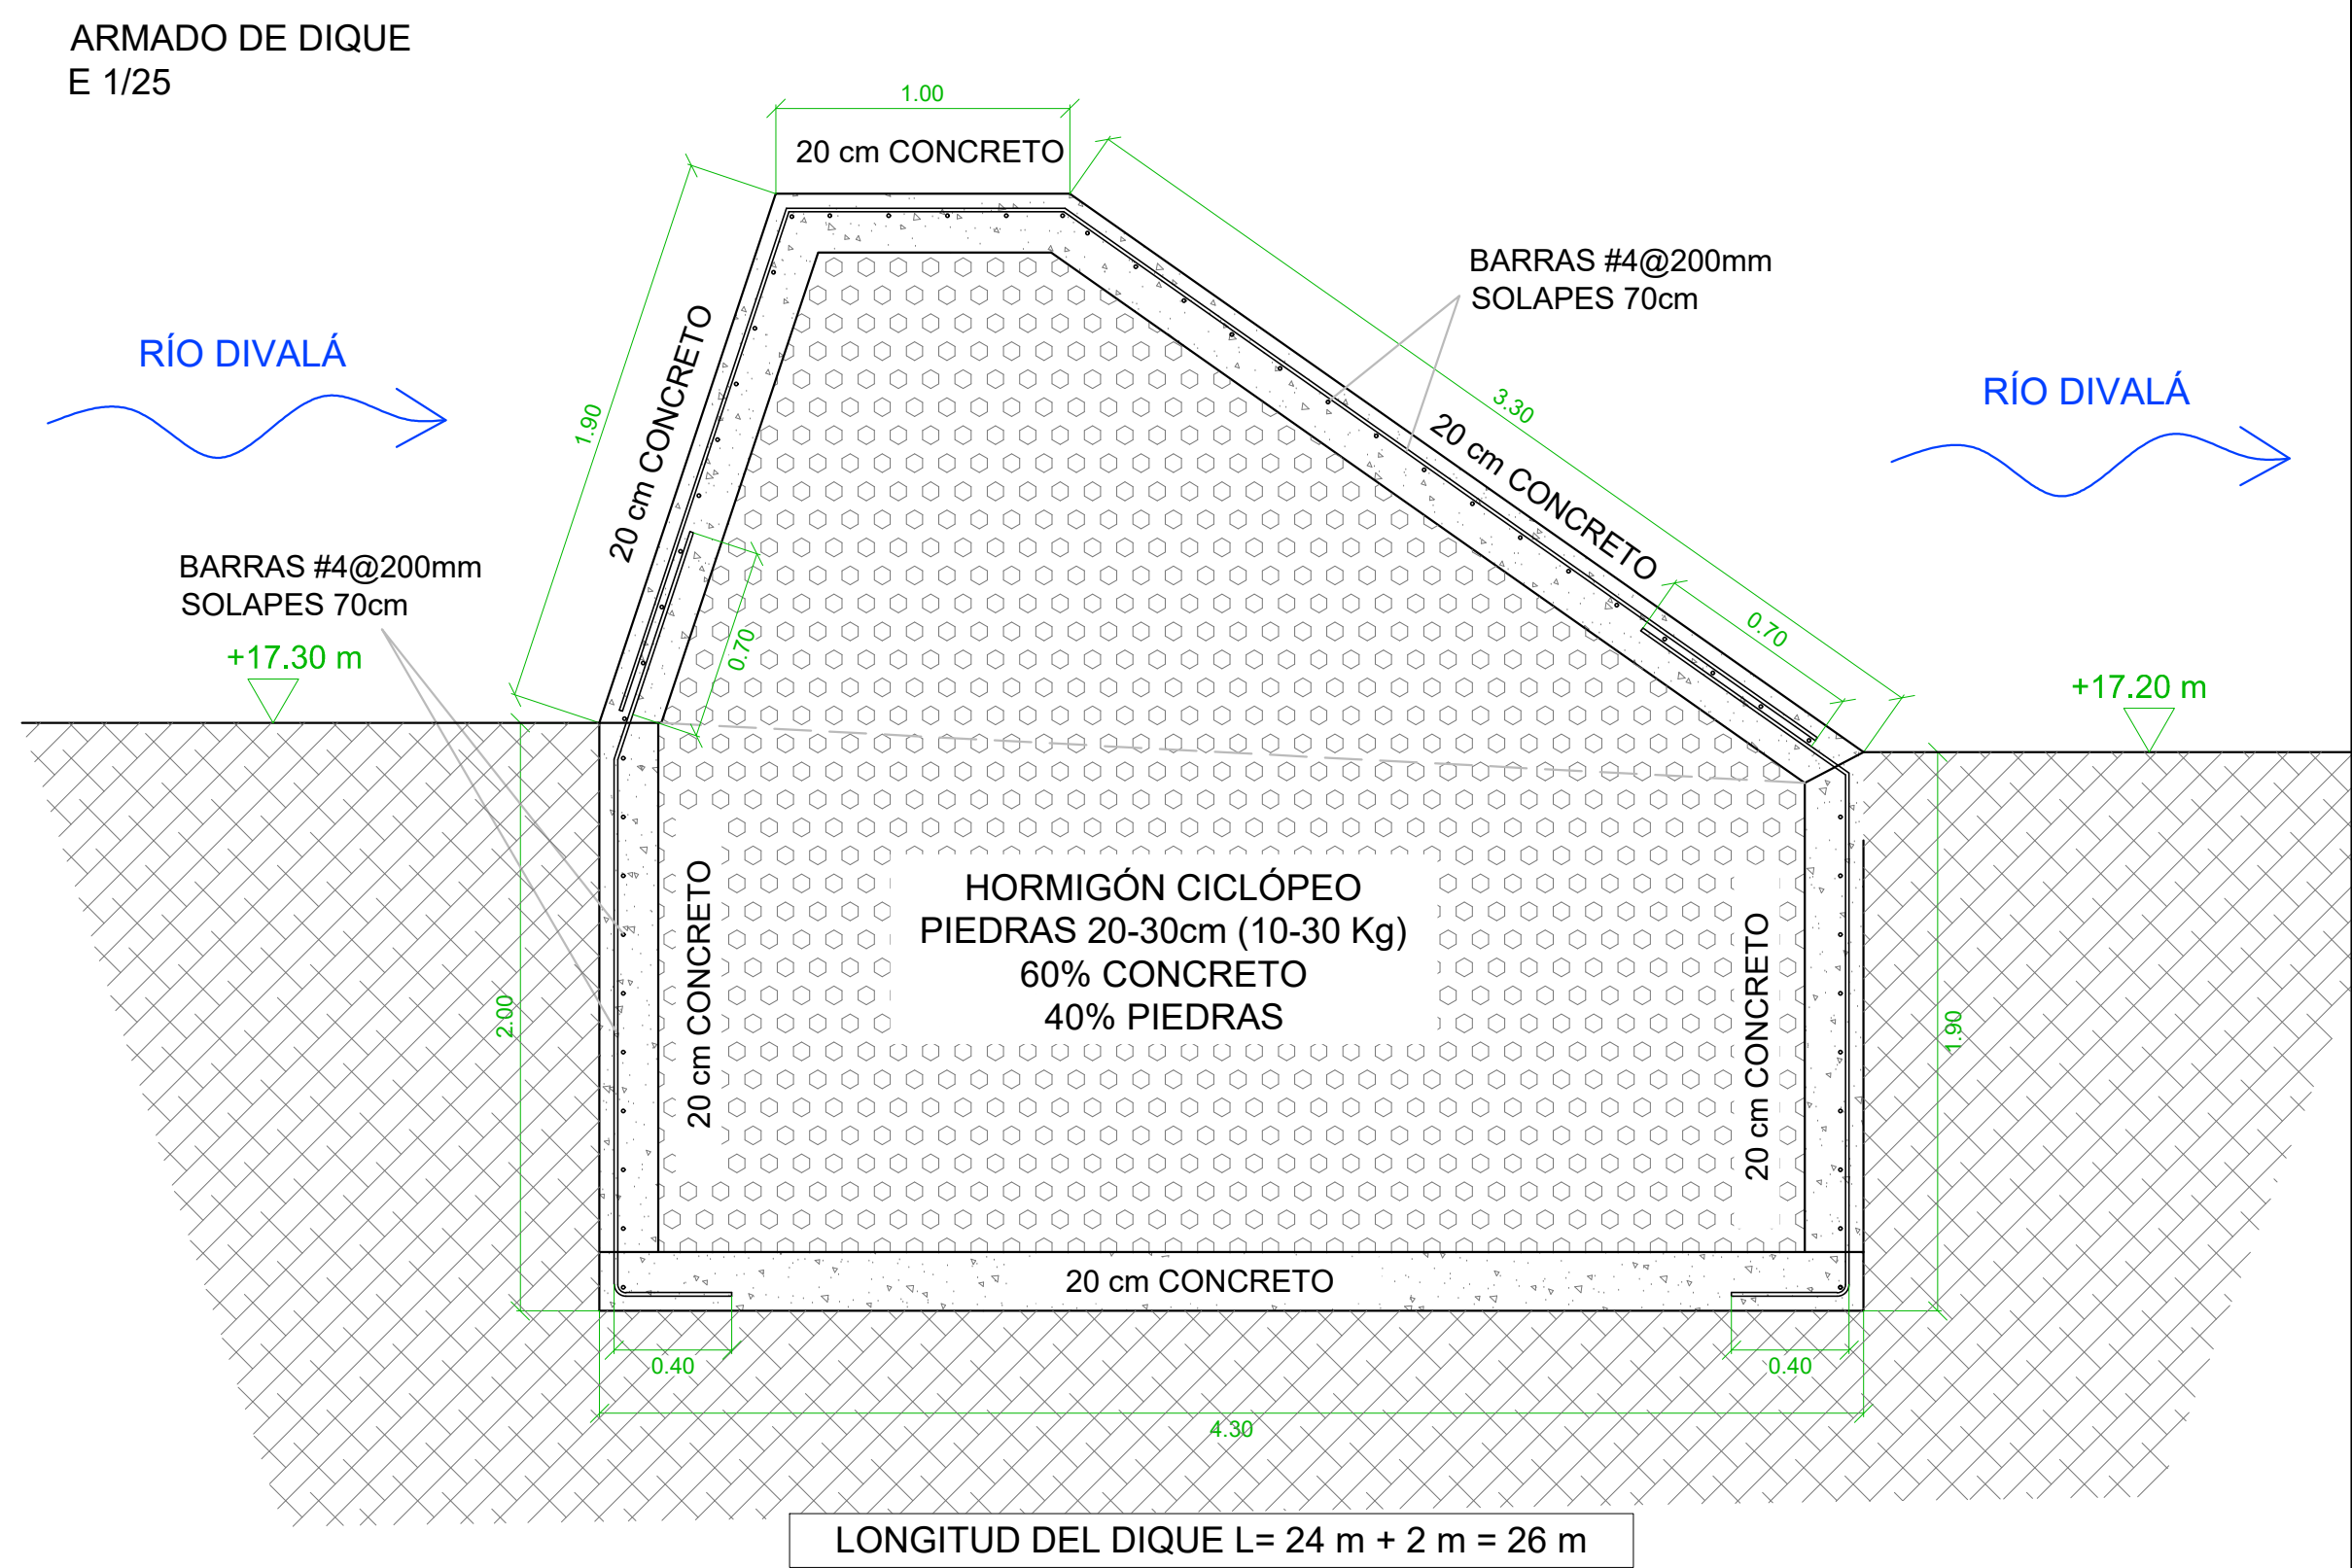 ARMADO DE DIQUE
E 1/25
1.00
20 cm CONCRETO
BARRAS #4@200mm
SOLAPES 70cm
RÍO DIVALÁ
20 cm CONCRETO
1.90
3.30
20 cm CONCRETO
RÍO DIVALÁ
BARRAS #4@200mm
SOLAPES 70cm
+17.30 m
0.70
0.70
+17.20 m
HORMIGÓN CICLÓPEO
PIEDRAS 20-30cm (10-30 Kg)
60% CONCRETO
40% PIEDRAS
2.00
20 cm CONCRETO
20 cm CONCRETO
1.90
20 cm CONCRETO
0.40
0.40
4.30
LONGITUD DEL DIQUE L= 24 m + 2 m = 26 m